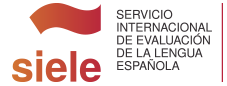 siele
SERVICIO
INTERNACIONAL
DE EVALUACIÓN
DE LA LENGUA
ESPAÑOLA